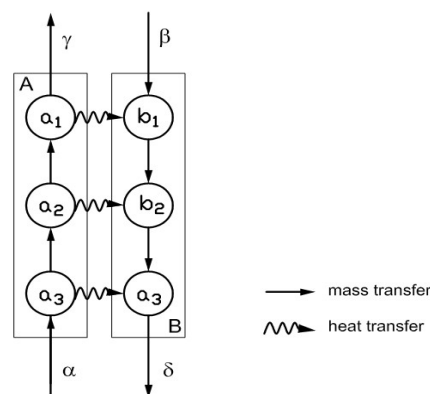 γ β
A
a1 b1
a2 b2
a3 a3
B
α δ
mass transfer
heat transfer